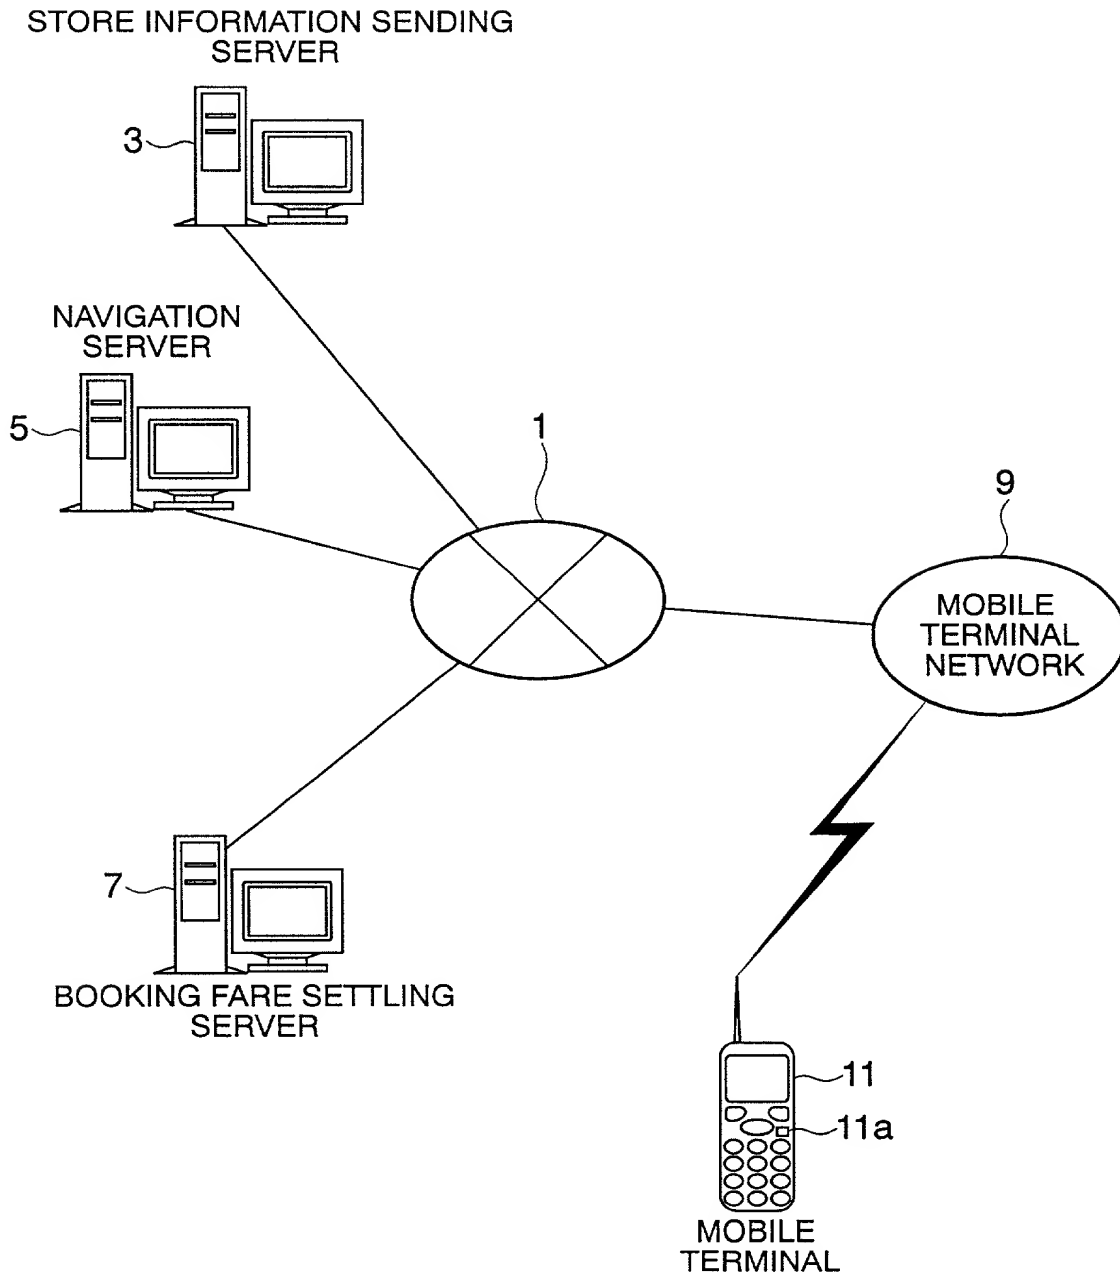 STORE INFORMATION SENDING
SERVER
3
NAVIGATION
SERVER
5
1
9
MOBILE
TERMINAL
NETWORK
7
BOOKING FARE SETTLING
SERVER
11
11a
MOBILE
TERMINAL